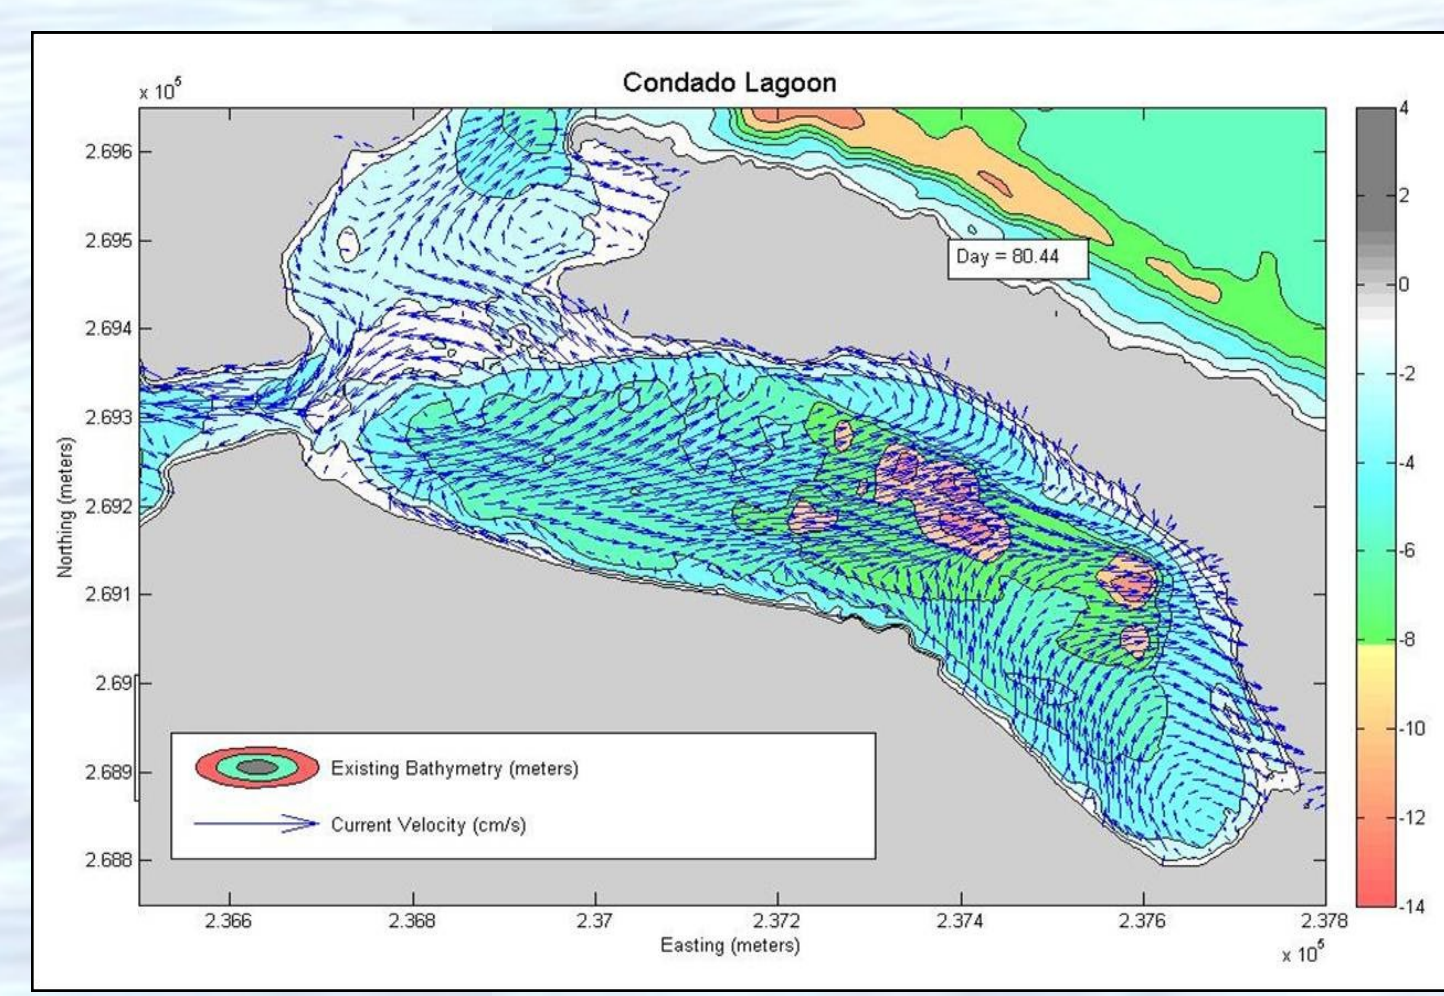 Condado Lagoon
x 10^5
2.696
2.695
2.694
2.693
2.692
2.691
2.69
2.689
2.688
Northing (meters)
Day = 80.44
Existing Bathymetry (meters)
Current Velocity (cm/s)
2.366 2.368 2.37 2.372 2.374 2.376 2.378
Easting (meters)
x 10^5
4
2
0
-2
-4
-6
-8
-10
-12
-14